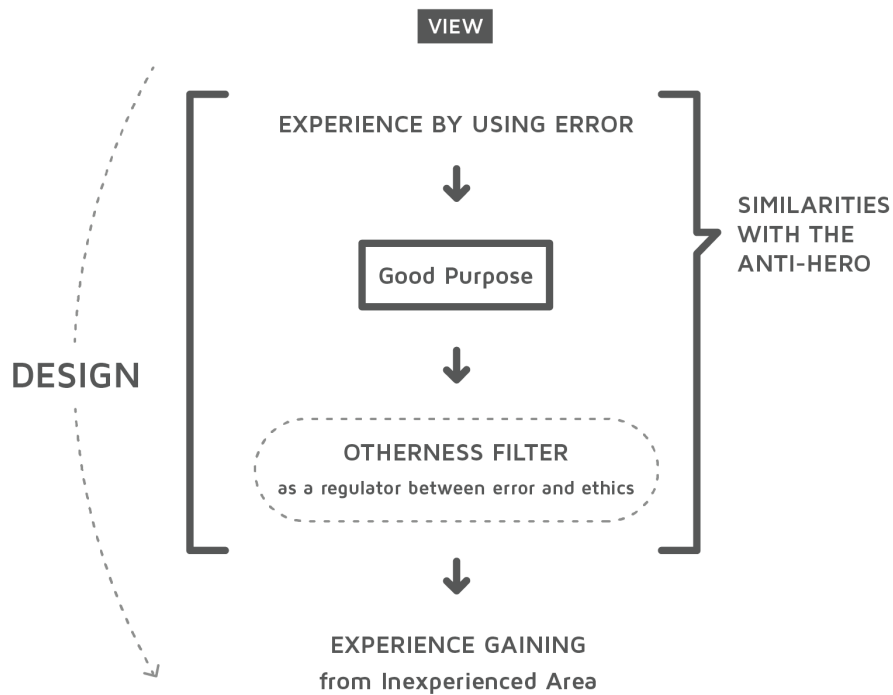 VIEW
EXPERIENCE BY USING ERROR
SIMILARITIES
WITH THE
ANTI-HERO
Good Purpose
DESIGN
OTHERNESS FILTER
as a regulator between error and ethics
EXPERIENCE GAINING
from Inexperienced Area